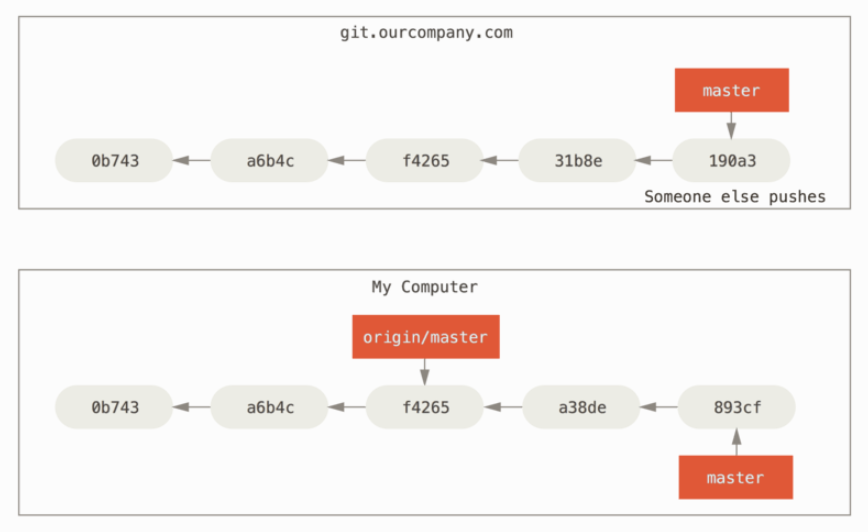 git.ourcompany.com
master
0b743 a6b4c f4265 31b8e 190a3
Someone else pushes
My Computer
origin/master
0b743 a6b4c f4265 a38de 893cf
master